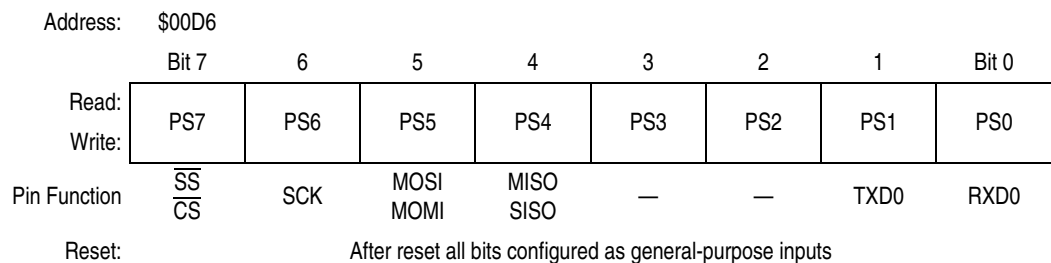 Address: $00D6
Bit 7 6 5 4 3 2 1 Bit 0
Read:
PS7 PS6 PS5 PS4 PS3 PS2 PS1 PS0
Write:
Pin Function
SS SCK MOSI MISO — — TXD0 RXD0
CS MOMI SISO
Reset: After reset all bits configured as general-purpose inputs